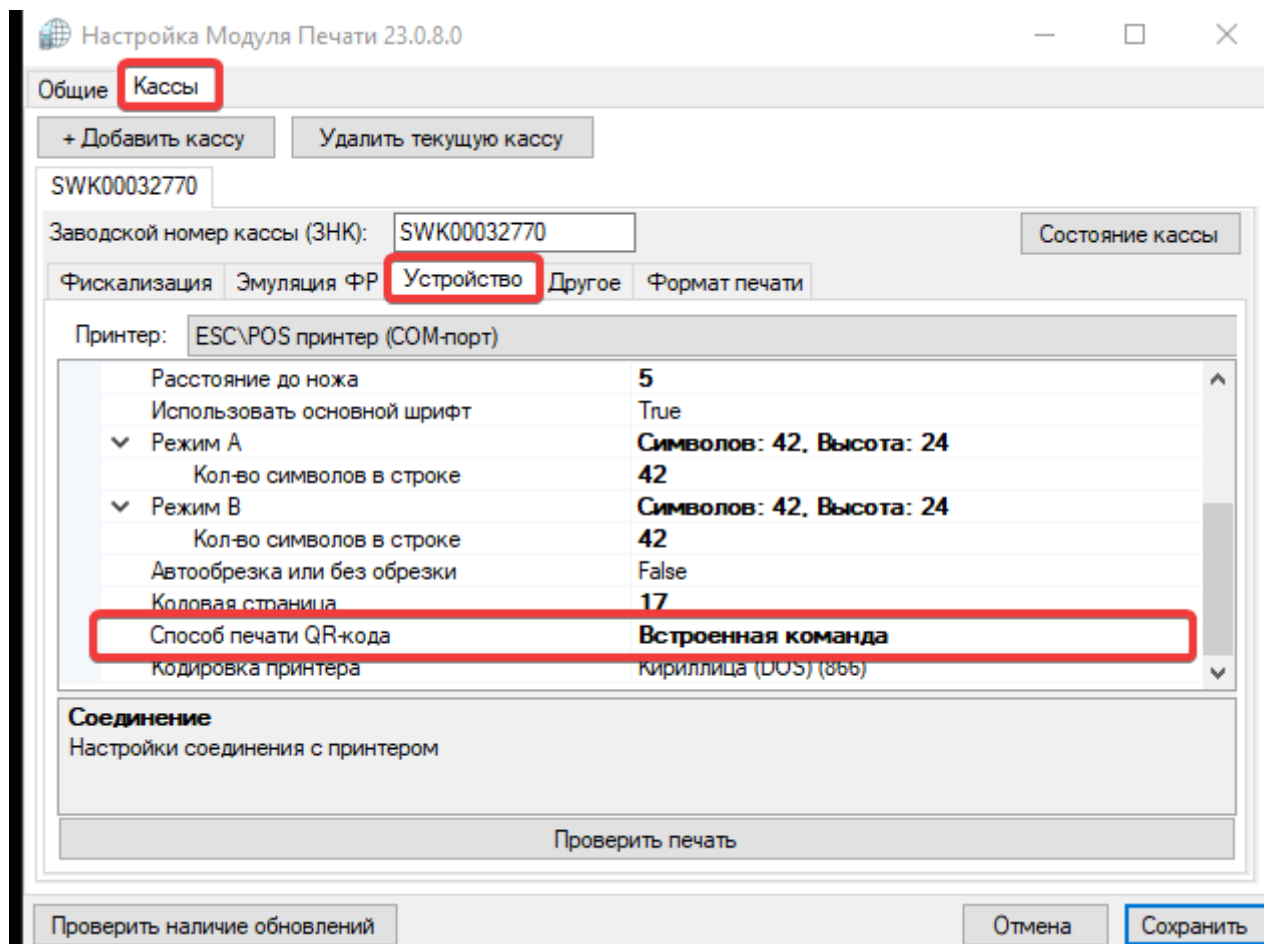 Настройка Модуля Печати 23.0.8.0
Общие Кассы
+ Добавить кассу Удалить текущую кассу
SWK00032770
Заводской номер кассы (ЗНК): SWK00032770 Состояние кассы
Фискализация Эмуляция ФР Устройство Другое Формат печати
Принтер: ESC\POS принтер (COM-порт)
Расстояние до ножа 5
Использовать основной шрифт True
Режим A Символов: 42, Высота: 24
Кол-во символов в строке 42
Режим B Символов: 42, Высота: 24
Кол-во символов в строке 42
Автообрезка или без обрезки False
Кодовая страница 17
Способ печати QR-кода Встроенная команда
Кодировка принтера Кириллица (DOS) (866)
Соединение
Настройки соединения с принтером
Проверить печать
Проверить наличие обновлений Отмена Сохранить